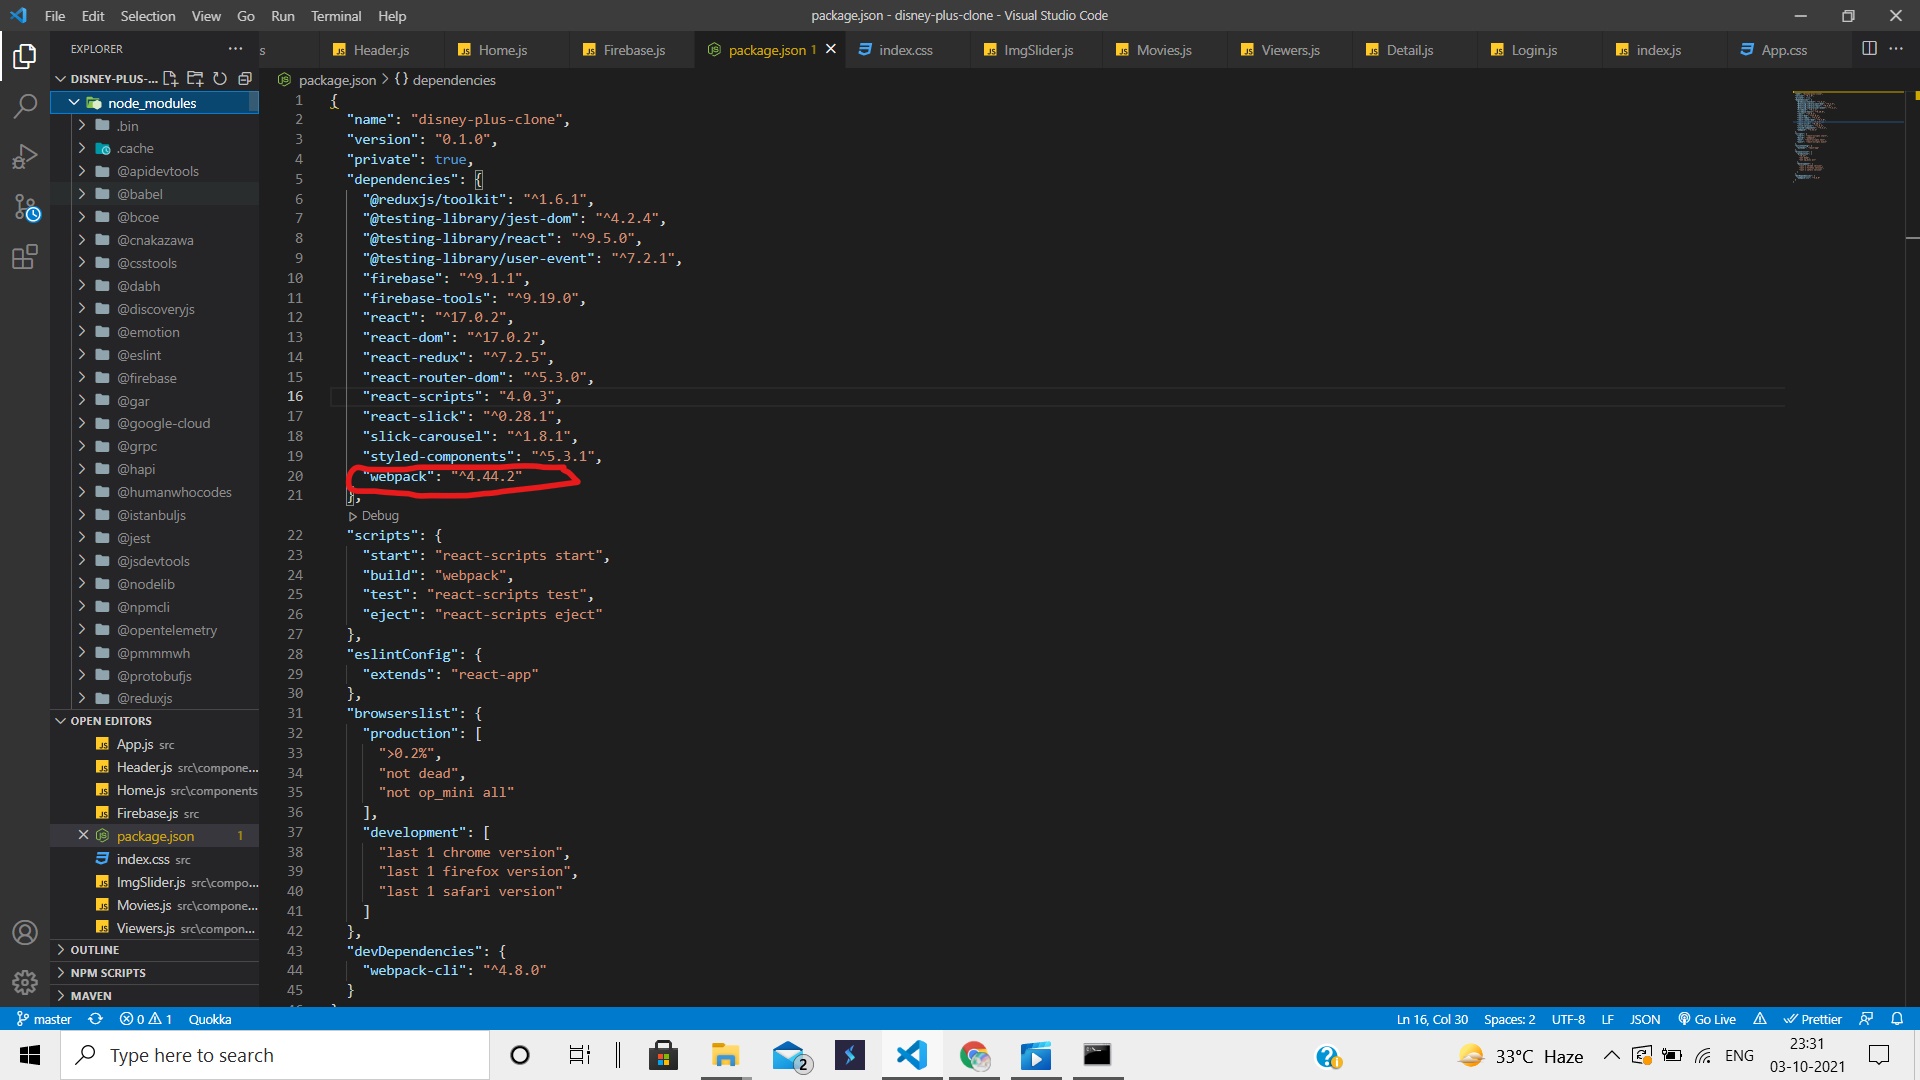 File Edit Selection View Go Run Terminal Help
package.json - disney-plus-clone - Visual Studio Code
EXPLORER
s Header.js Home.js Firebase.js package.json 1 index.css ImgSlider.js Movies.js Viewers.js Detail.js Login.js index.js App.css
DISNEY-PLUS-...
package.json > {} dependencies
node_modules
.bin
.cache
@apidevtools
@babel
@bcoe
@cnakazawa
@csstools
@dabh
@discoveryjs
@emotion
@eslint
@firebase
@gar
@google-cloud
@grpc
@hapi
@humanwhocodes
@istanbuljs
@jest
@jsdevtools
@nodelib
@npmcli
@opentelemetry
@pmmmwh
@protobufjs
@reduxjs
OPEN EDITORS
App.js src
Header.js src\compone...
Home.js src\components
Firebase.js src
package.json 1
index.css src
ImgSlider.js src\compo...
Movies.js src\compone...
Viewers.js src\compon...
OUTLINE
NPM SCRIPTS
MAVEN
1 {
2 "name": "disney-plus-clone",
3 "version": "0.1.0",
4 "private": true,
5 "dependencies": {
6 "@reduxjs/toolkit": "^1.6.1",
7 "@testing-library/jest-dom": "^4.2.4",
8 "@testing-library/react": "^9.5.0",
9 "@testing-library/user-event": "^7.2.1",
10 "firebase": "^9.1.1",
11 "firebase-tools": "^9.19.0",
12 "react": "^17.0.2",
13 "react-dom": "^17.0.2",
14 "react-redux": "^7.2.5",
15 "react-router-dom": "^5.3.0",
16 "react-scripts": "4.0.3",
17 "react-slick": "^0.28.1",
18 "slick-carousel": "^1.8.1",
19 "styled-components": "^5.3.1",
20 "webpack": "^4.44.2"
21 },
Debug
22 "scripts": {
23 "start": "react-scripts start",
24 "build": "webpack",
25 "test": "react-scripts test",
26 "eject": "react-scripts eject"
27 },
28 "eslintConfig": {
29 "extends": "react-app"
30 },
31 "browserslist": {
32 "production": [
33 ">0.2%",
34 "not dead",
35 "not op_mini all"
36 ],
37 "development": [
38 "last 1 chrome version",
39 "last 1 firefox version",
40 "last 1 safari version"
41 ]
42 },
43 "devDependencies": {
44 "webpack-cli": "^4.8.0"
45 }
master 0 1 Quokka
Ln 16, Col 30 Spaces: 2 UTF-8 LF JSON Go Live Prettier
Type here to search
2
33°C Haze
ENG
23:31
03-10-2021